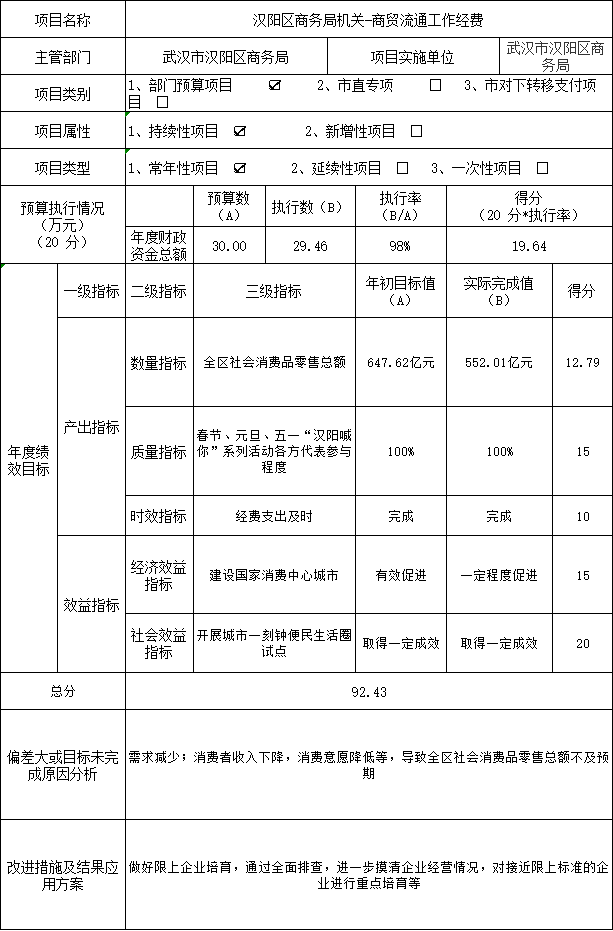 项目名称 汉阳区商务局机关-商贸流通工作经费
主管部门 武汉市汉阳区商务局 项目实施单位 武汉市汉阳区商务局
项目类别 1、部门预算项目 ☑ 2、市直专项 □ 3、市对下转移支付项
目 □
项目属性 1、持续性项目 ☑ 2、新增性项目 □
项目类型 1、常年性项目 ☑ 2、延续性项目 □ 3、一次性项目 □
预算执行情况
（万元）
（20 分）
预算数
（A）
执行数（B）
执行率
（B/A）
得分
（20 分*执行率）
年度财政
资金总额
30.00 29.46 98% 19.64
年度绩
效目标
一级指标 二级指标 三级指标
年初目标值
（A）
实际完成值
（B）
得分
产出指标
数量指标 全区社会消费品零售总额 647.62亿元 552.01亿元 12.79
质量指标
春节、元旦、五一“汉阳喊
你”系列活动各方代表参与
程度
100% 100% 15
时效指标 经费支出及时 完成 完成 10
效益指标
经济效益
指标
建设国家消费中心城市 有效促进 一定程度促进 15
社会效益
指标
开展城市一刻钟便民生活圈
试点
取得一定成效 取得一定成效 20
总分 92.43
偏差大或目标未完
成原因分析
需求减少；消费者收入下降，消费意愿降低等，导致全区社会消费品零售总额不及预
期
改进措施及结果应
用方案
做好限上企业培育，通过全面排查，进一步摸清企业经营情况，对接近限上标准的企
业进行重点培育等